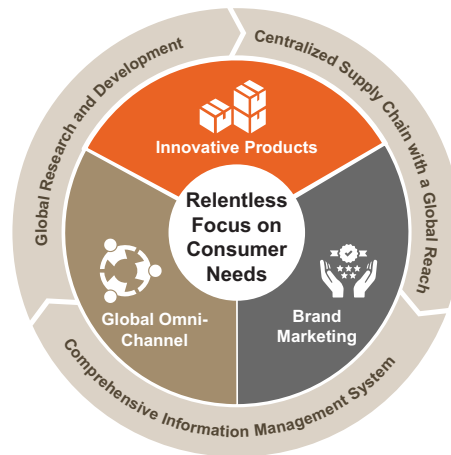 Global Research and Development
Centralized Supply Chain with a Global Reach
Innovative Products
Relentless
Focus on
Consumer
Needs
Global Omni-
Channel
Brand
Marketing
Comprehensive Information Management System